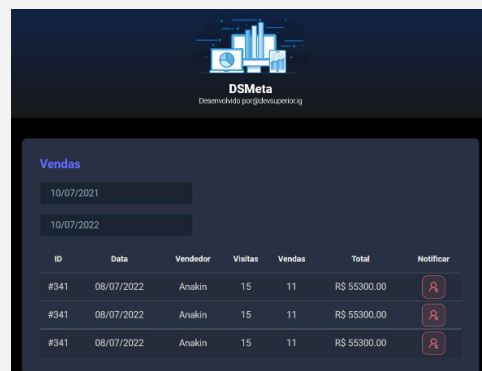 DSMeta
Desenvolvido por@devsuperior.ig
Vendas
10/07/2021
10/07/2022
ID Data Vendedor Visitas Vendas Total Notificar
#341 08/07/2022 Anakin 15 11 R$ 55300.00
#341 08/07/2022 Anakin 15 11 R$ 55300.00
#341 08/07/2022 Anakin 15 11 R$ 55300.00